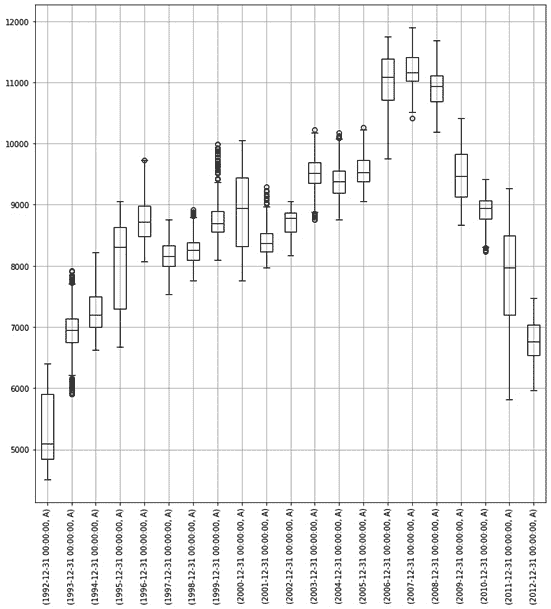 12000
11000
10000
9000
8000
7000
6000
5000
(1992-12-31 00:00:00, A)
(1993-12-31 00:00:00, A)
(1994-12-31 00:00:00, A)
(1995-12-31 00:00:00, A)
(1996-12-31 00:00:00, A)
(1997-12-31 00:00:00, A)
(1998-12-31 00:00:00, A)
(1999-12-31 00:00:00, A)
(2000-12-31 00:00:00, A)
(2001-12-31 00:00:00, A)
(2002-12-31 00:00:00, A)
(2003-12-31 00:00:00, A)
(2004-12-31 00:00:00, A)
(2005-12-31 00:00:00, A)
(2006-12-31 00:00:00, A)
(2007-12-31 00:00:00, A)
(2008-12-31 00:00:00, A)
(2009-12-31 00:00:00, A)
(2010-12-31 00:00:00, A)
(2011-12-31 00:00:00, A)
(2012-12-31 00:00:00, A)